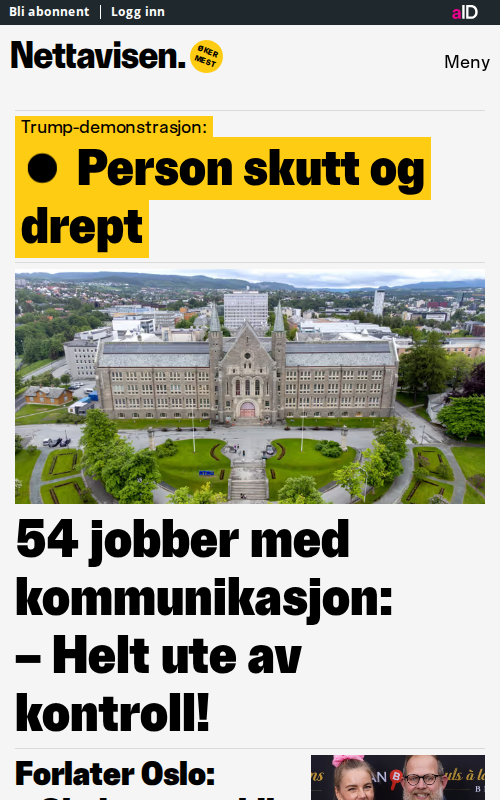 Bli abonnent Logg inn aID
Nettavisen. ØKER MEST
Meny
Trump-demonstrasjon:
● Person skutt og
drept
54 jobber med
kommunikasjon:
– Helt ute av
kontroll!
Forlater Oslo: